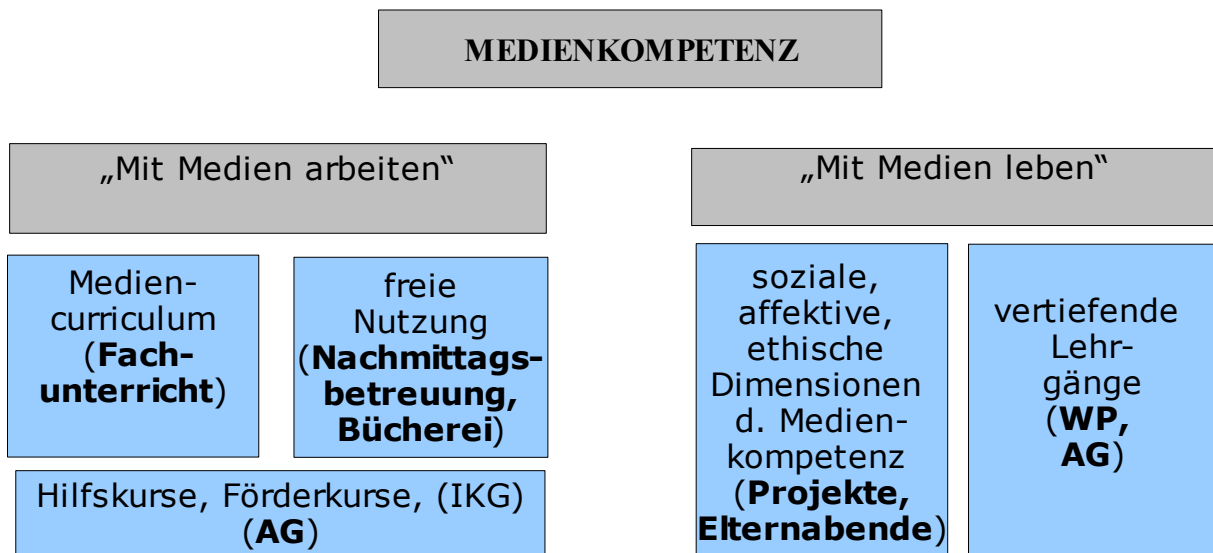 MEDIENKOMPETENZ
„Mit Medien arbeiten“
Medien-
curriculum
(Fach-
unterricht)
freie
Nutzung
(Nachmittags-
betreuung,
Bücherei)
Hilfskurse, Förderkurse, (IKG)
(AG)
„Mit Medien leben“
soziale,
affektive,
ethische
Dimensionen
d. Medien-
kompetenz
(Projekte,
Elternabende)
vertiefende
Lehr-
gänge
(WP,
AG)